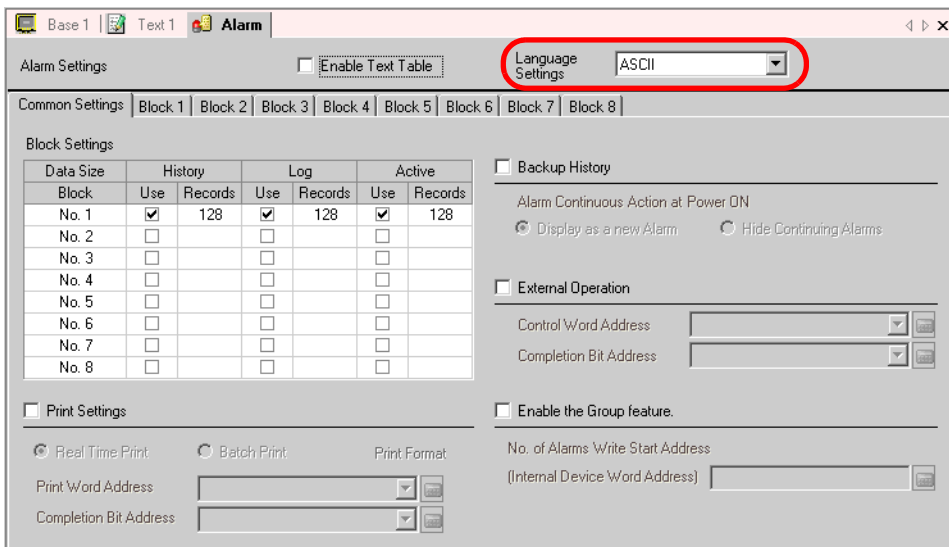 Base 1 Text 1 Alarm
Alarm Settings Enable Text Table Language Settings ASCII
Common Settings Block 1 Block 2 Block 3 Block 4 Block 5 Block 6 Block 7 Block 8
Block Settings
Data Size History Log Active
Block Use Records Use Records Use Records
No. 1 128 128 128
No. 2
No. 3
No. 4
No. 5
No. 6
No. 7
No. 8
Backup History
Alarm Continuous Action at Power ON
Display as a new Alarm Hide Continuing Alarms
External Operation
Control Word Address
Completion Bit Address
Print Settings
Real Time Print Batch Print Print Format
Print Word Address
Completion Bit Address
Enable the Group feature.
No. of Alarms Write Start Address
(Internal Device Word Address)